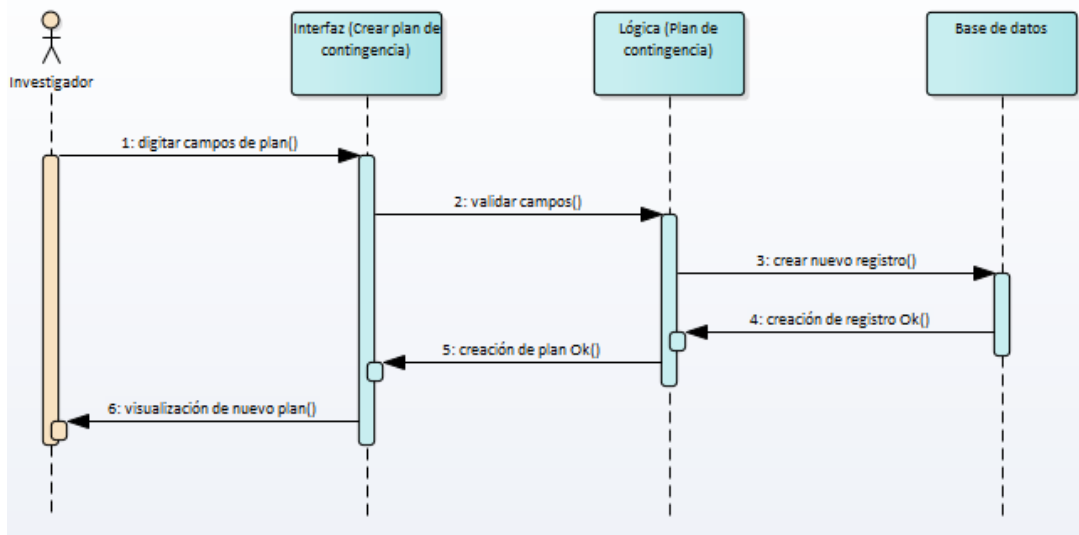 Investigador
Interfaz (Crear plan de
contingencia)
Lógica (Plan de
contingencia)
Base de datos
1: digitar campos de plan()
2: validar campos()
3: crear nuevo registro()
4: creación de registro Ok()
5: creación de plan Ok()
6: visualización de nuevo plan()